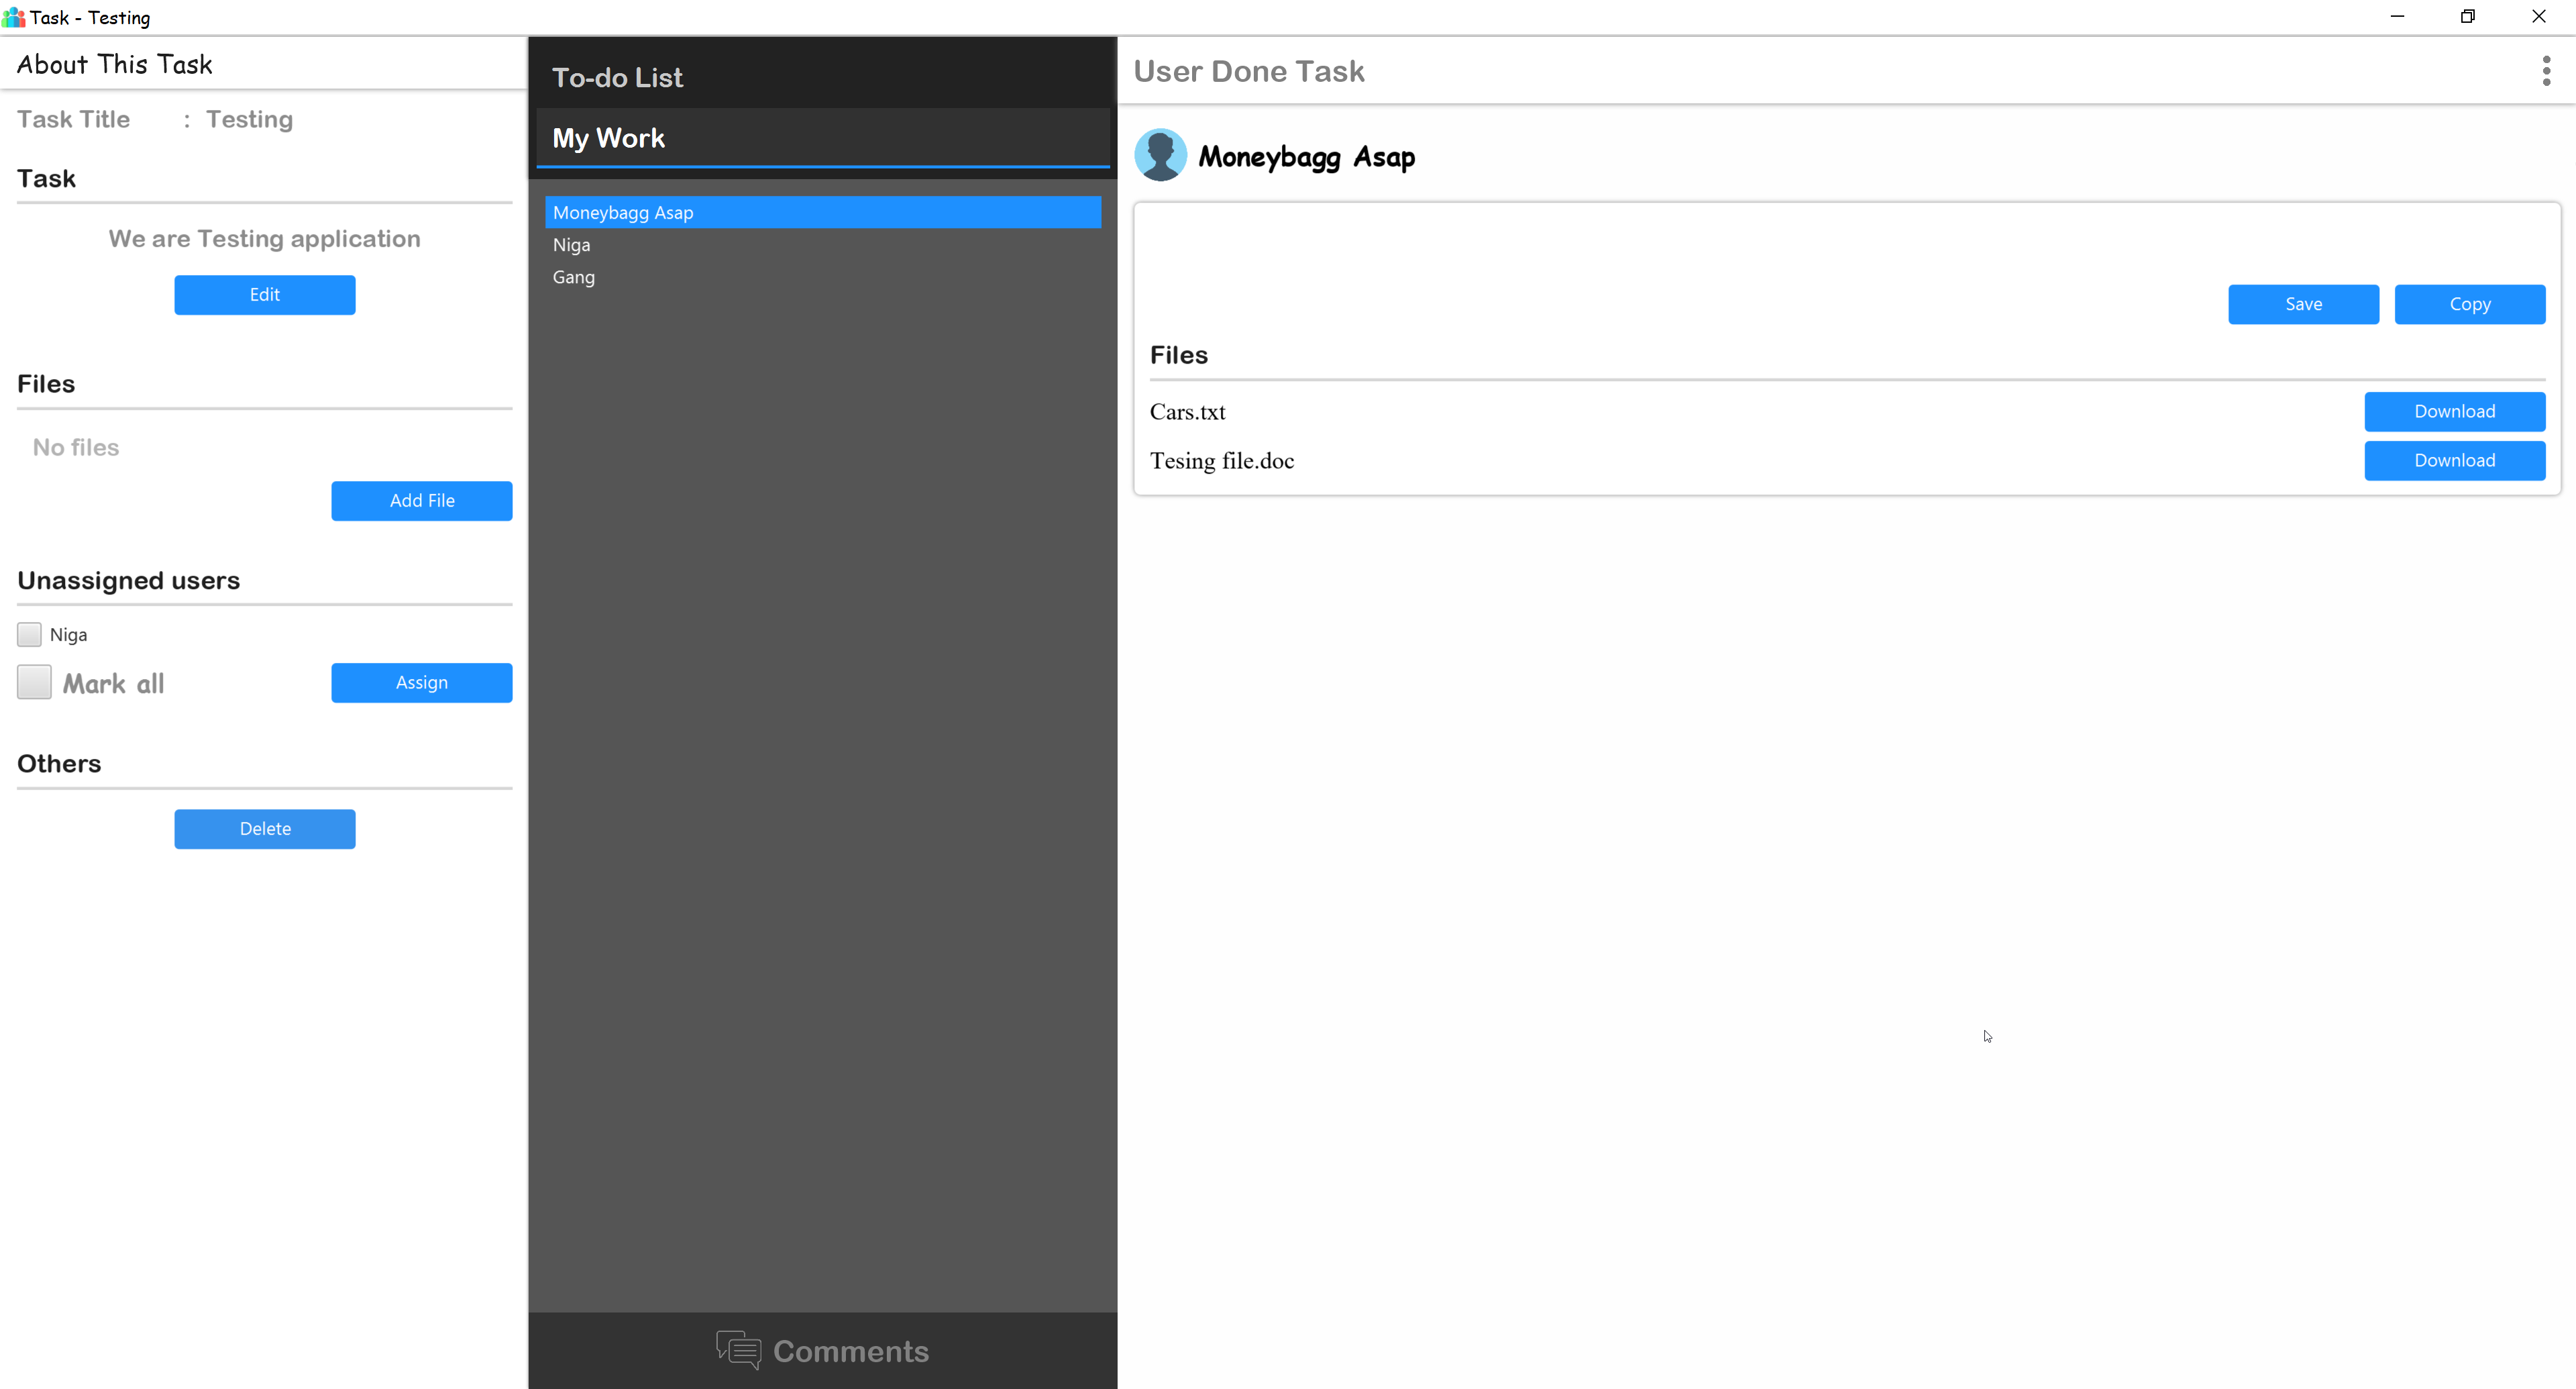 Task - Testing
About This Task
Task Title : Testing
Task
We are Testing application
Edit
Files
No files
Add File
Unassigned users
Niga
Mark all
Assign
Others
Delete
To-do List
My Work
Moneybagg Asap
Niga
Gang
Comments
User Done Task
Moneybagg Asap
Save
Copy
Files
Cars.txt
Download
Tesing file.doc
Download